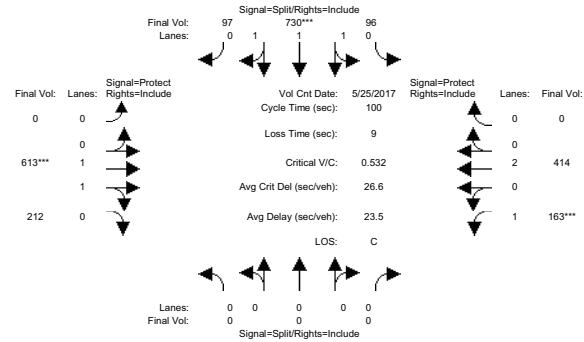 Signal=Split/Rights=Include
Final Vol: 97 730*** 96
Lanes: 0 1 1 1 0
Signal=Protect
Final Vol: Lanes: Rights=Include
Vol Cnt Date: 5/25/2017
Signal=Protect
Rights=Include Lanes: Final Vol:
Cycle Time (sec): 100
0 0
0 0
Loss Time (sec): 9
0
0
613*** 1
Critical V/C: 0.532
2 414
1
Avg Crit Del (sec/veh): 26.6
0
212 0
Avg Delay (sec/veh): 23.5
1 163***
LOS: C
Lanes: 0 0 0 0 0
Final Vol: 0 0 0
Signal=Split/Rights=Include